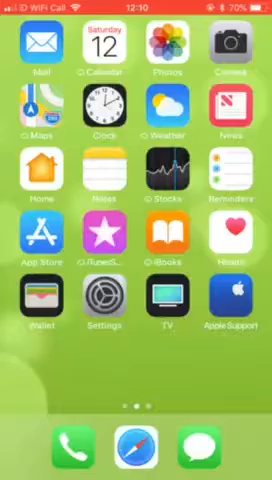 ID WiFi Call 12:10 70%
Saturday
12
Mail Calendar Photos Camera
280
Maps Clock Weather News
Home Notes Stocks Reminders
App Store iTunes S... iBooks Health
Wallet Settings TV Apple Support